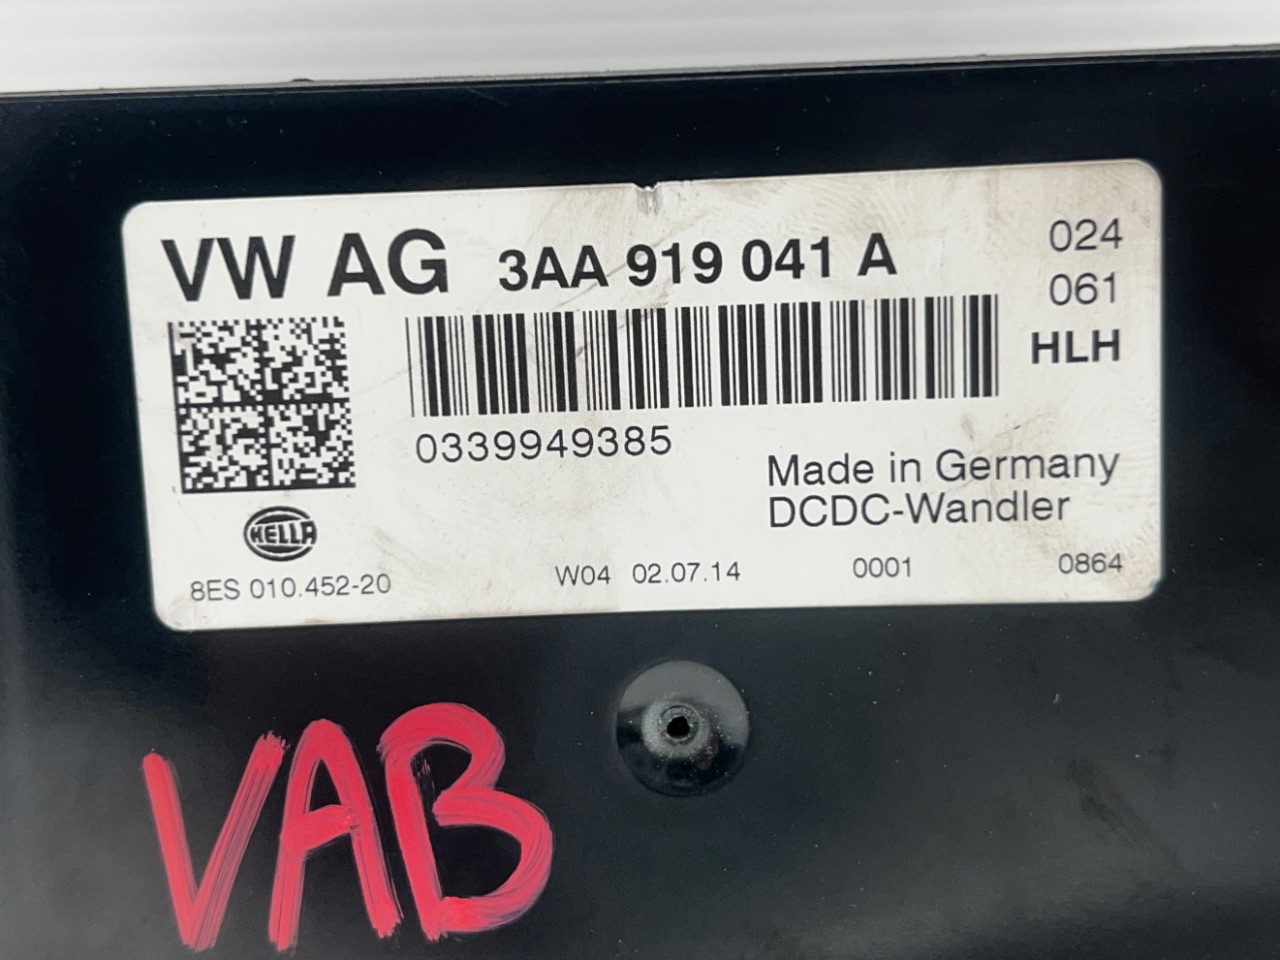 VW AG 3AA 919 041 A
024
061
HLH
0339949385
Made in Germany
DCDC-Wandler
HELLA
8ES 010.452-20
W04 02.07.14 0001 0864
VAB